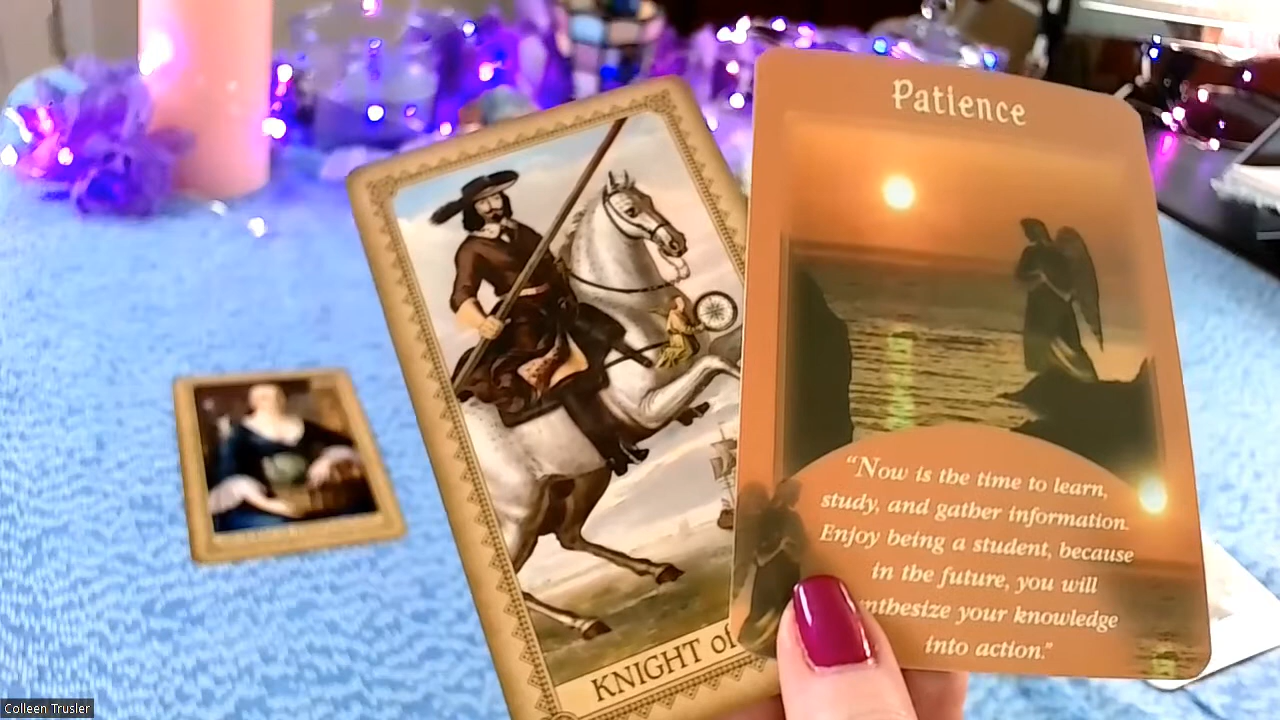 Patience
"Now is the time to learn,
study, and gather information.
Enjoy being a student, because
in the future, you will
nthesize your knowledge
into action."
KNIGHT of
Colleen Trusler